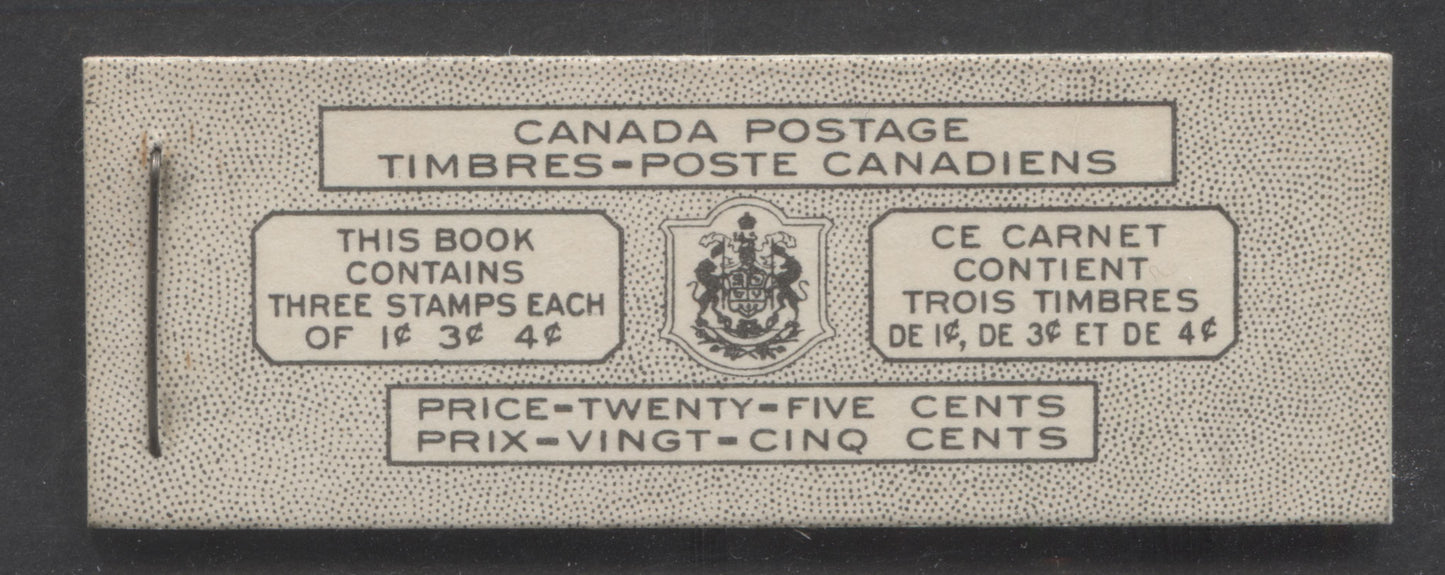 CANADA POSTAGE
TIMBRES-POSTE CANADIENS
THIS BOOK
CONTAINS
THREE STAMPS EACH
OF 1¢ 3¢ 4¢
CE CARNET
CONTIENT
TROIS TIMBRES
DE 1¢, DE 3¢ ET DE 4¢
PRICE-TWENTY-FIVE CENTS
PRIX-VINGT-CINQ CENTS